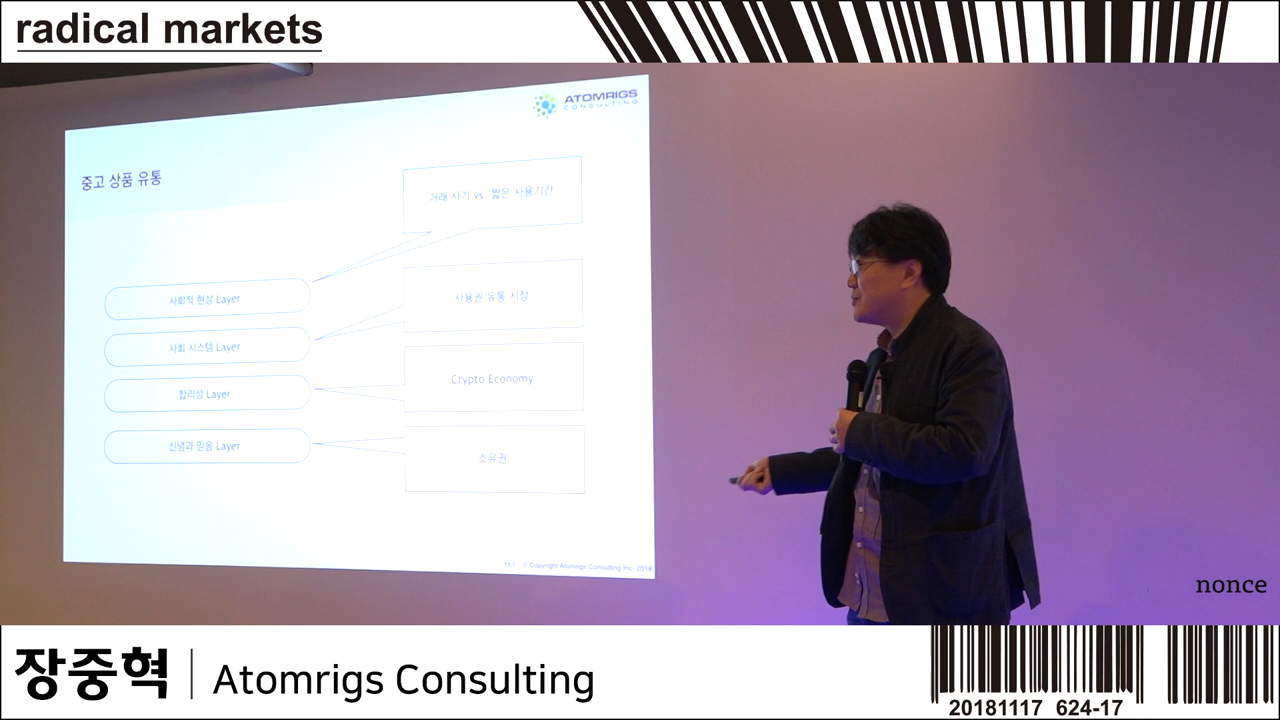 radical markets
ATOMRIGS
CONSULTING
중고 상품 유통
거래 사기 vs. 짧은 사용기간
사회적 현상 Layer
사용권 유통 시장
사회 시스템 Layer
합리성 Layer
Crypto Economy
신념과 믿음 Layer
소유권
15 | © Copyright Atomrigs Consulting Inc. 2018
nonce
장중혁 | Atomrigs Consulting
20181117 624-17